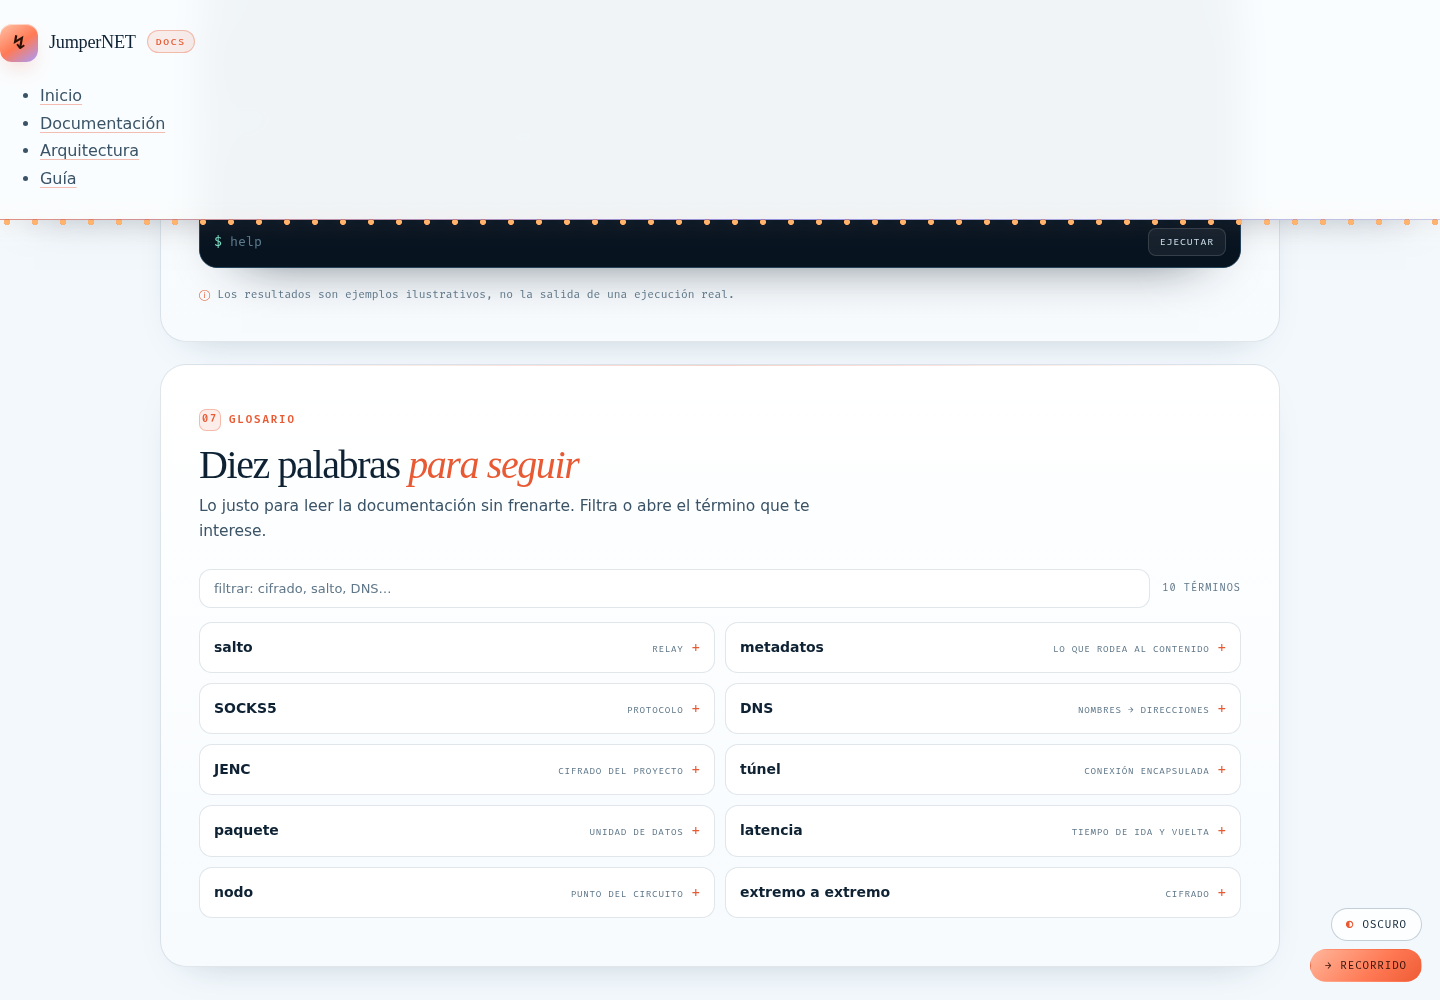 JumperNET DOCS
Inicio
Documentación
Arquitectura
Guía
$ help EJECUTAR
Los resultados son ejemplos ilustrativos, no la salida de una ejecución real.
07 GLOSARIO
Diez palabras para seguir
Lo justo para leer la documentación sin frenarte. Filtra o abre el término que te
interese.
filtrar: cifrado, salto, DNS… 10 TÉRMINOS
salto RELAY +
metadatos LO QUE RODEA AL CONTENIDO +
SOCKS5 PROTOCOLO +
DNS NOMBRES → DIRECCIONES +
JENC CIFRADO DEL PROYECTO +
túnel CONEXIÓN ENCAPSULADA +
paquete UNIDAD DE DATOS +
latencia TIEMPO DE IDA Y VUELTA +
nodo PUNTO DEL CIRCUITO +
extremo a extremo CIFRADO +
◐ OSCURO
→ RECORRIDO